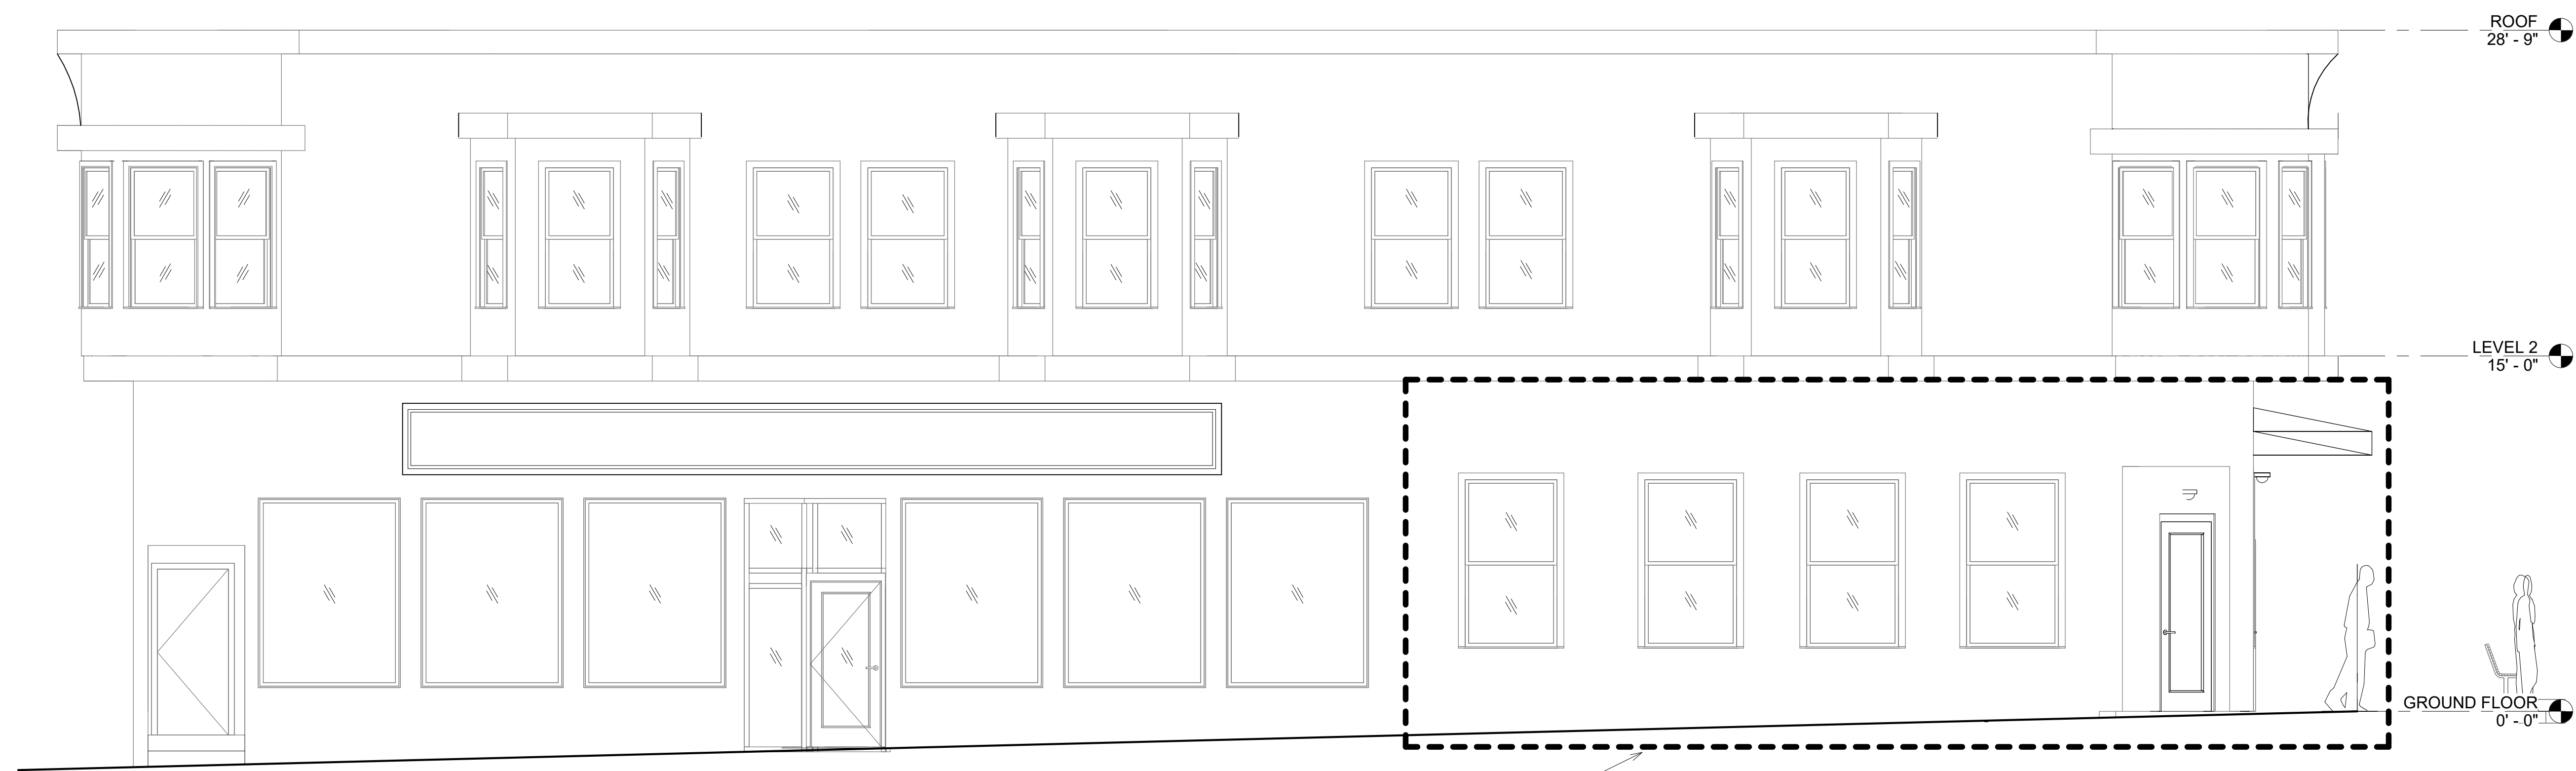 ROOF
28' - 9"
LEVEL 2
15' - 0"
GROUND FLOOR
0' - 0"